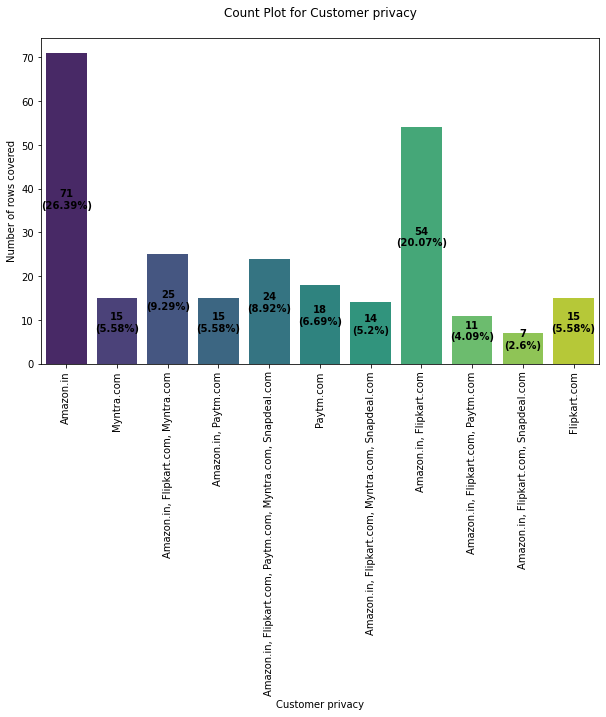 Count Plot for Customer privacy
Number of rows covered
70
60
50
40
30
20
10
0
71
(26.39%)
15
(5.58%)
25
(9.29%)
15
(5.58%)
24
(8.92%)
18
(6.69%)
14
(5.2%)
54
(20.07%)
11
(4.09%)
7
(2.6%)
15
(5.58%)
Amazon.in
Myntra.com
Amazon.in, Flipkart.com, Myntra.com
Amazon.in, Paytm.com
Amazon.in, Flipkart.com, Paytm.com, Myntra.com, Snapdeal.com
Paytm.com
Amazon.in, Flipkart.com, Myntra.com, Snapdeal.com
Amazon.in, Flipkart.com
Amazon.in, Flipkart.com, Paytm.com
Amazon.in, Flipkart.com, Snapdeal.com
Flipkart.com
Customer privacy